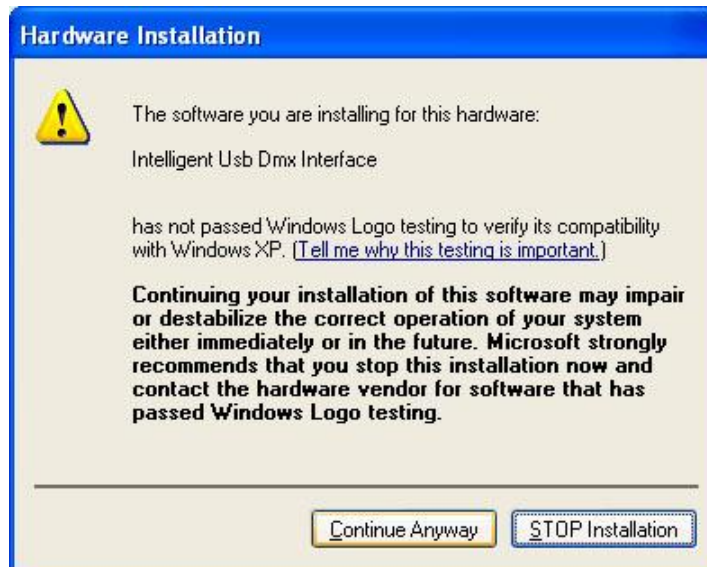 Hardware Installation
The software you are installing for this hardware:
Intelligent Usb Dmx Interface
has not passed Windows Logo testing to verify its compatibility
with Windows XP. (Tell me why this testing is important.)
Continuing your installation of this software may impair
or destabilize the correct operation of your system
either immediately or in the future. Microsoft strongly
recommends that you stop this installation now and
contact the hardware vendor for software that has
passed Windows Logo testing.
Continue Anyway
STOP Installation